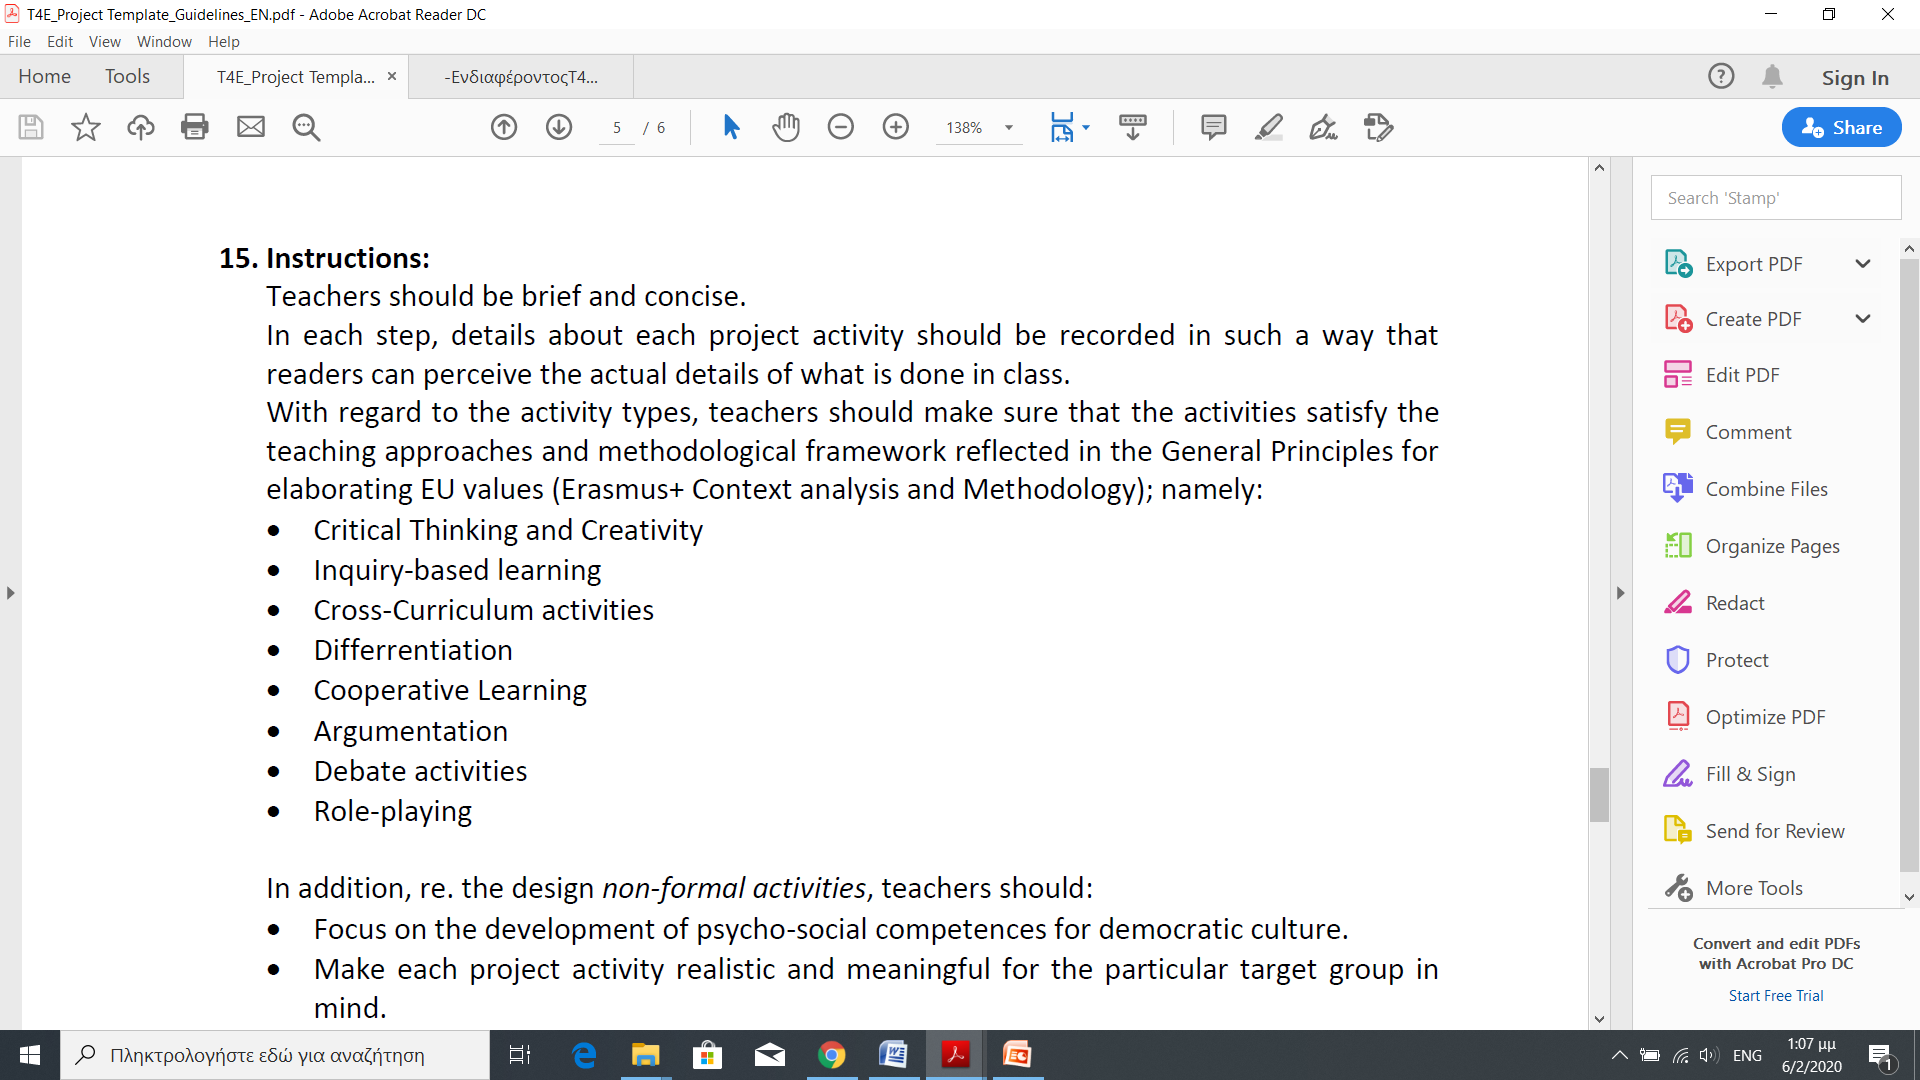 T4E_Project Template_Guidelines_EN.pdf - Adobe Acrobat Reader DC
File Edit View Window Help
Home Tools T4E_Project Templa... × -ΕνδιαφέροντοςT4... Sign In
5 / 6 138% Share
Search 'Stamp'
15. Instructions:
Teachers should be brief and concise.
In each step, details about each project activity should be recorded in such a way that
readers can perceive the actual details of what is done in class.
With regard to the activity types, teachers should make sure that the activities satisfy the
teaching approaches and methodological framework reflected in the General Principles for
elaborating EU values (Erasmus+ Context analysis and Methodology); namely:
• Critical Thinking and Creativity
• Inquiry-based learning
• Cross-Curriculum activities
• Differrentiation
• Cooperative Learning
• Argumentation
• Debate activities
• Role-playing
In addition, re. the design non-formal activities, teachers should:
• Focus on the development of psycho-social competences for democratic culture.
• Make each project activity realistic and meaningful for the particular target group in
mind.
Export PDF
Create PDF
Edit PDF
Comment
Combine Files
Organize Pages
Redact
Protect
Optimize PDF
Fill & Sign
Send for Review
More Tools
Convert and edit PDFs
with Acrobat Pro DC
Start Free Trial
Πληκτρολογήστε εδώ για αναζήτηση
ENG
1:07 μμ
6/2/2020
1